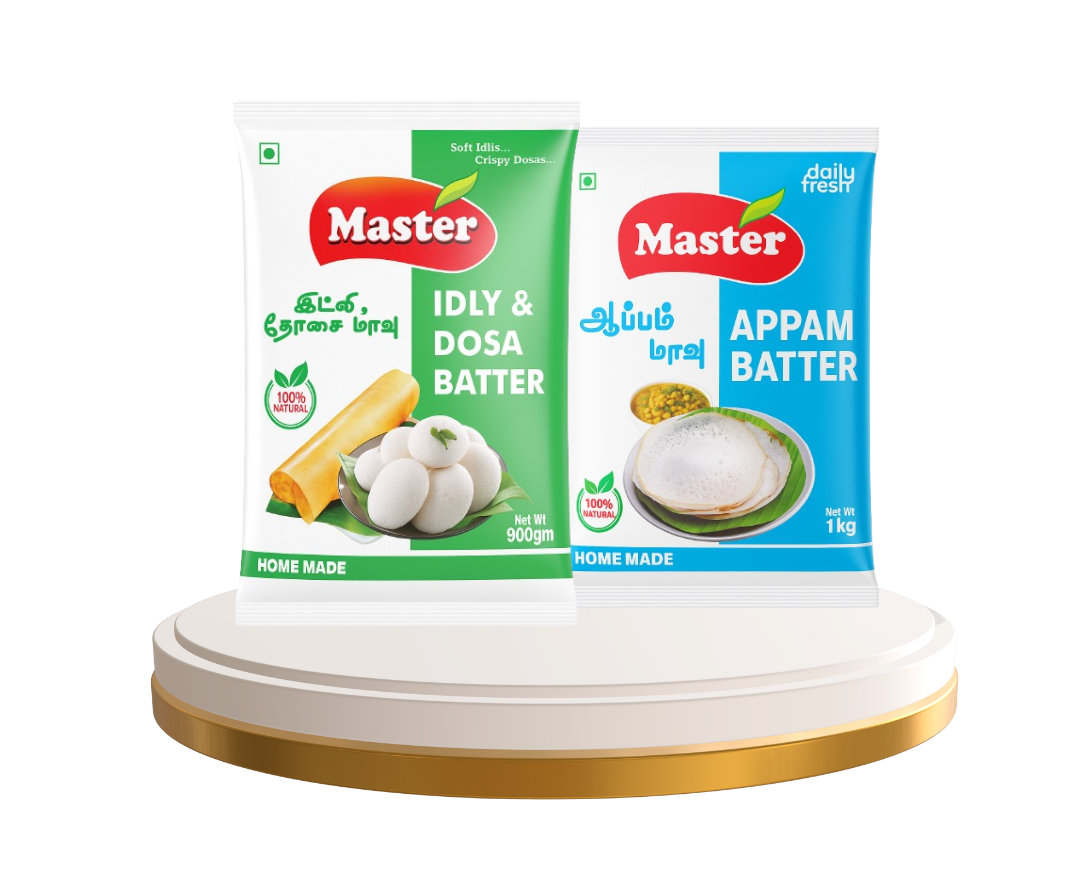 Soft Idlis...
Crispy Dosas...
Master
இட்லி,
தோசை மாவு
IDLY &
DOSA
BATTER
100%
NATURAL
Net Wt
900gm
HOME MADE
daily
fresh
Master
ஆப்பம்
மாவு
APPAM
BATTER
100%
NATURAL
Net Wt
1kg
HOME MADE